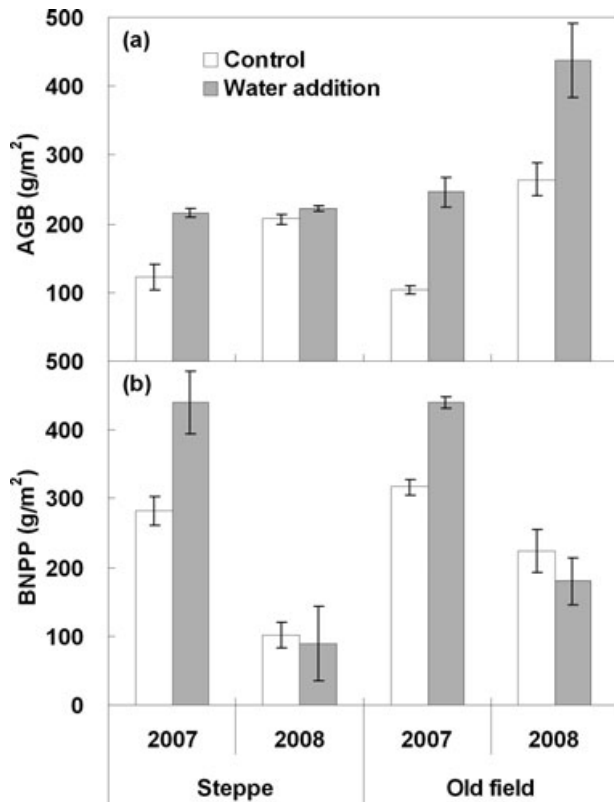 500
(a)
Control
Water addition
400
300
200
100
AGB (g/m²)
500
(b)
400
300
200
100
0
BNPP (g/m²)
2007 2008 2007 2008
Steppe Old field